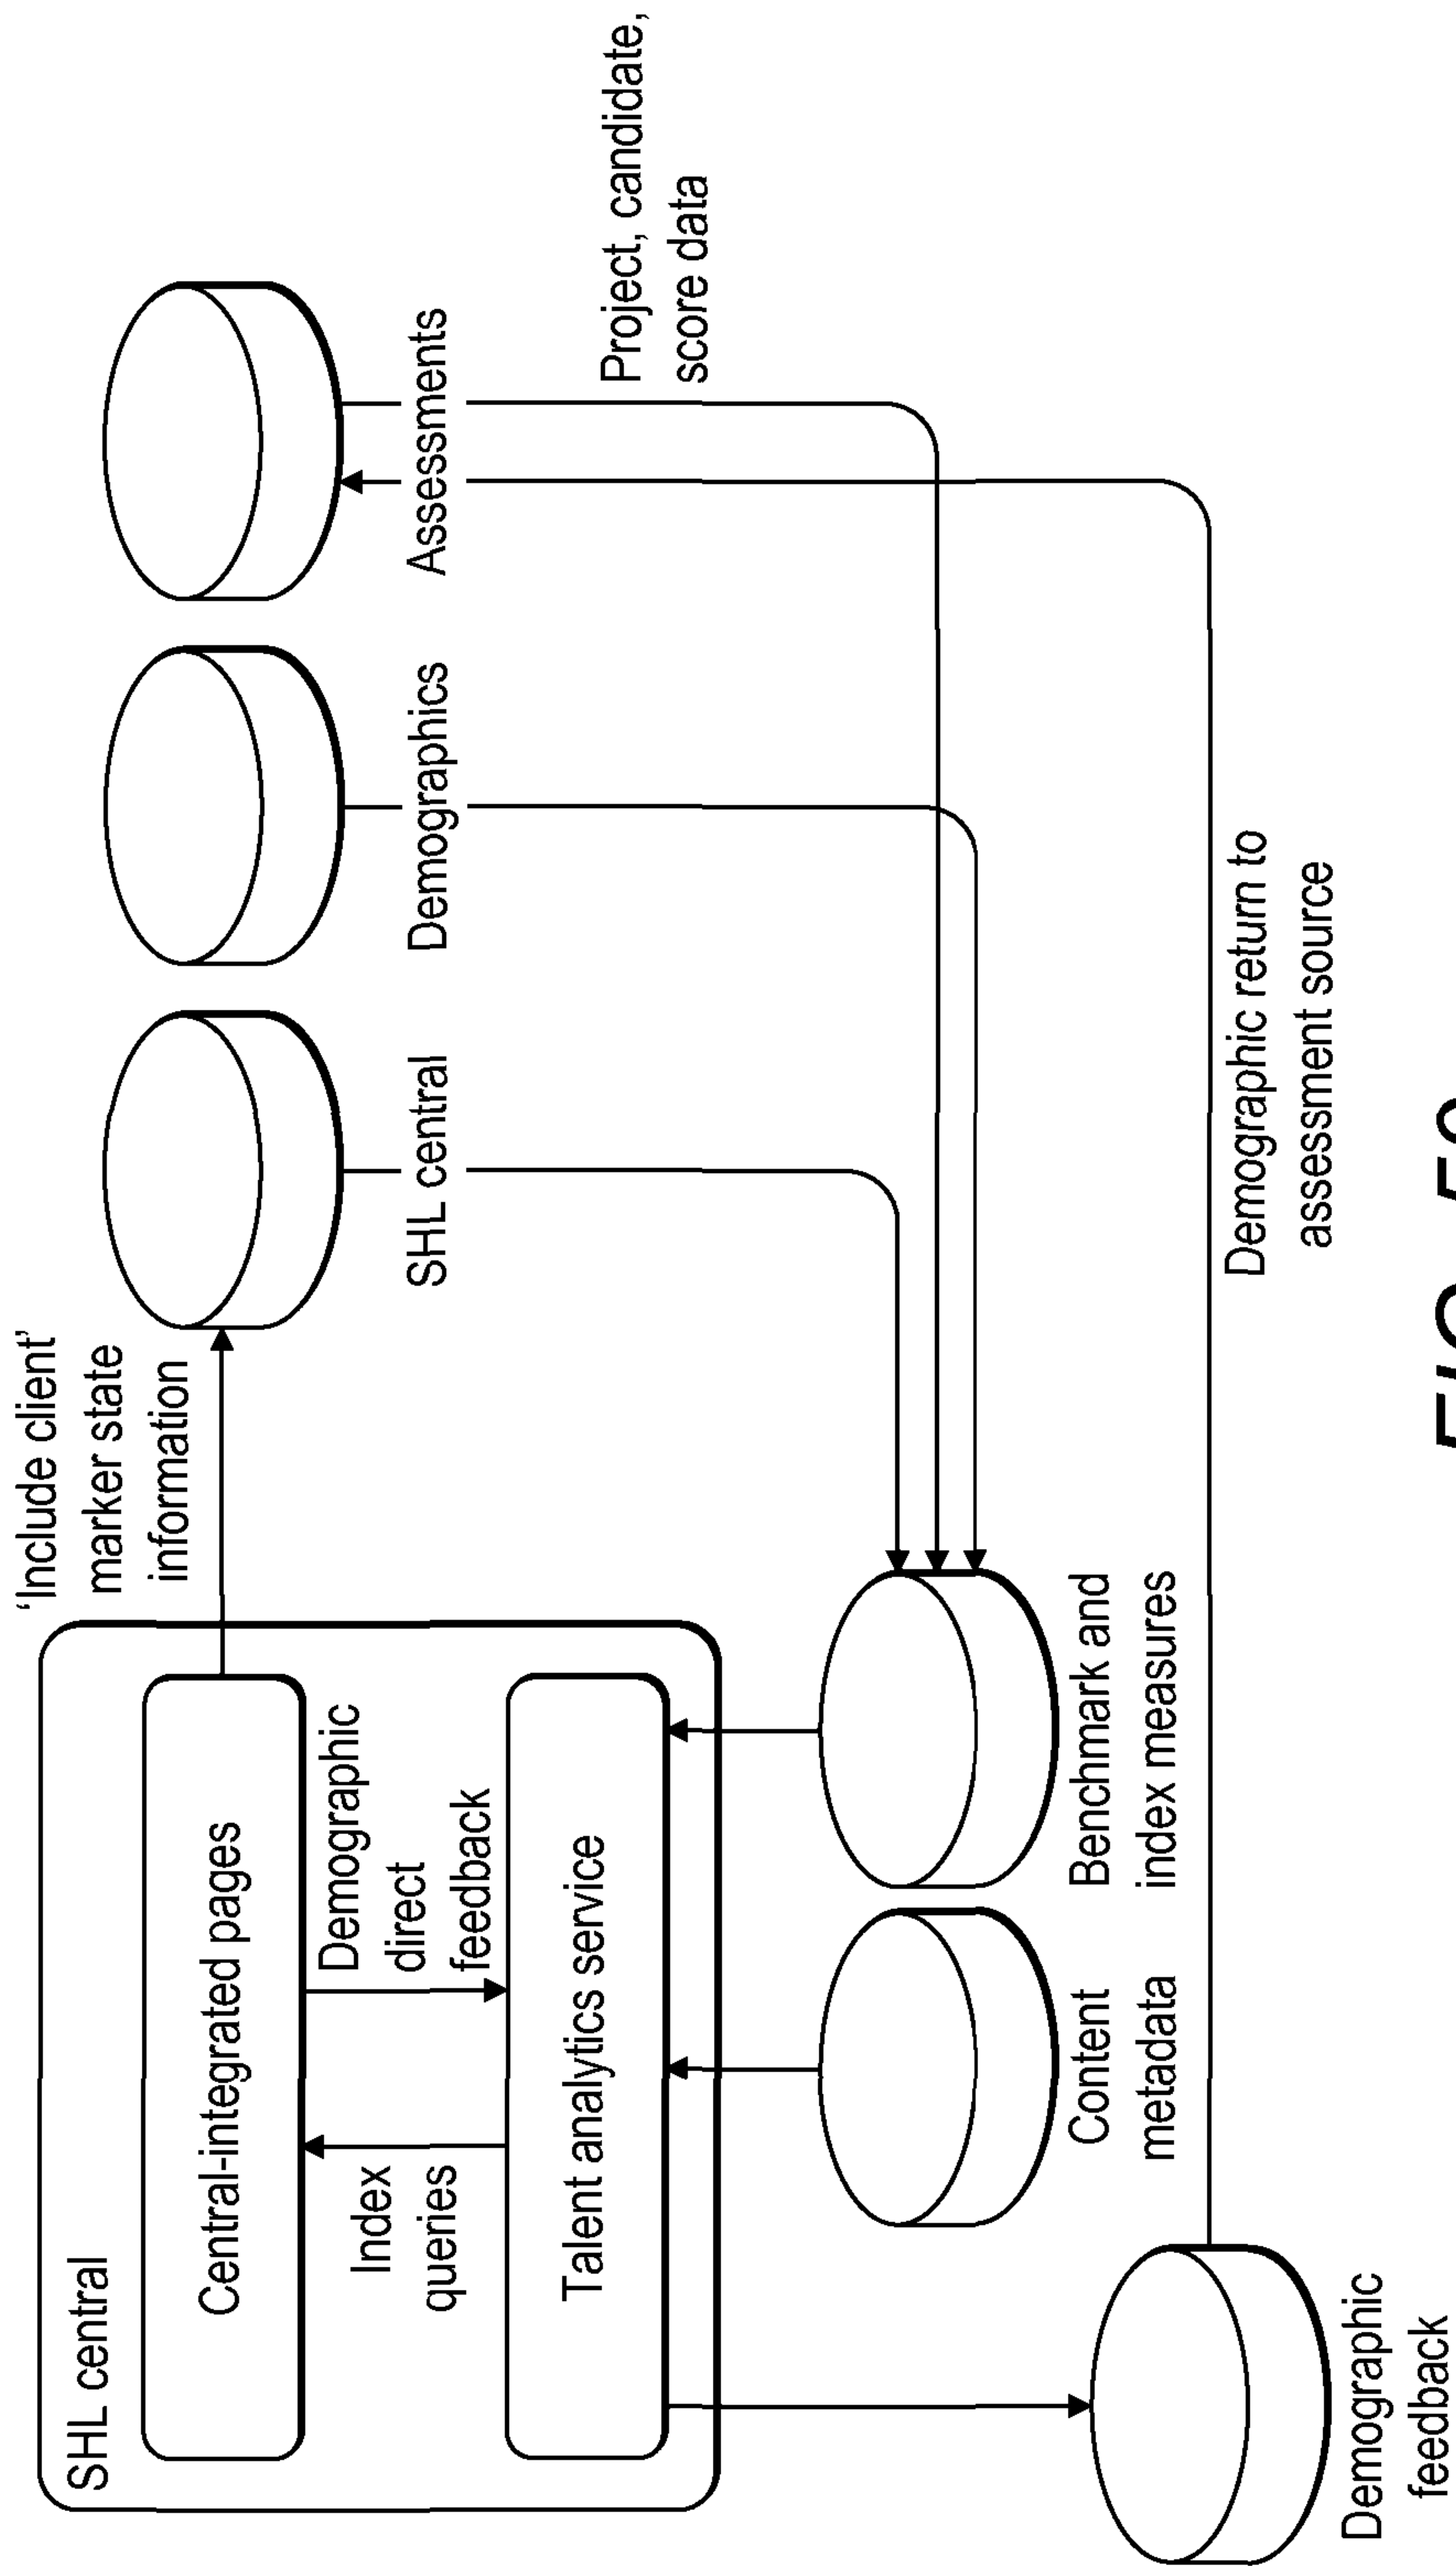 SHL central
Central-integrated pages
Index
queries
Demographic
direct
feedback
Talent analytics service
'Include client'
marker state
information
SHL central
Demographics
Assessments
Project, candidate,
score data
Content
metadata
Benchmark and
index measures
Demographic
feedback
Demographic return to
assessment source
FIG.